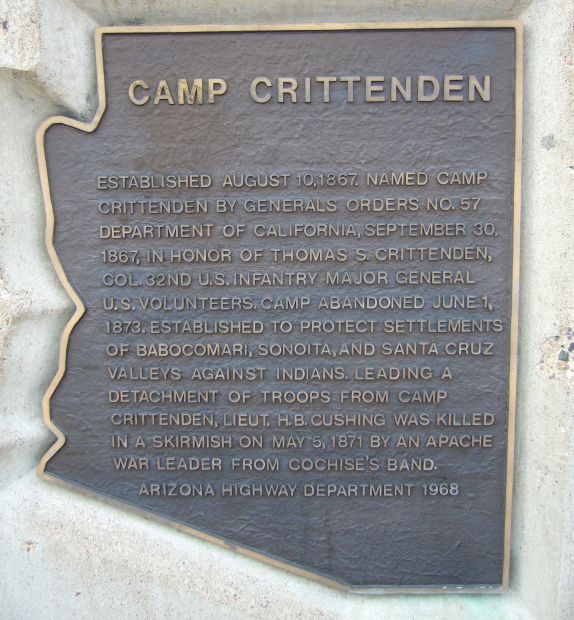 CAMP CRITTENDEN
ESTABLISHED AUGUST 10,1867. NAMED CAMP
CRITTENDEN BY GENERALS ORDERS NO. 57
DEPARTMENT OF CALIFORNIA, SEPTEMBER 30,
1867, IN HONOR OF THOMAS S. CRITTENDEN,
COL. 32ND U.S. INFANTRY MAJOR GENERAL
U.S. VOLUNTEERS. CAMP ABANDONED JUNE 1,
1873. ESTABLISHED TO PROTECT SETTLEMENTS
OF BABOCOMARI, SONOITA, AND SANTA CRUZ
VALLEYS AGAINST INDIANS. LEADING A
DETACHMENT OF TROOPS FROM CAMP
CRITTENDEN, LIEUT. H.B. CUSHING WAS KILLED
IN A SKIRMISH ON MAY 5, 1871 BY AN APACHE
WAR LEADER FROM COCHISE'S BAND.
ARIZONA HIGHWAY DEPARTMENT 1968